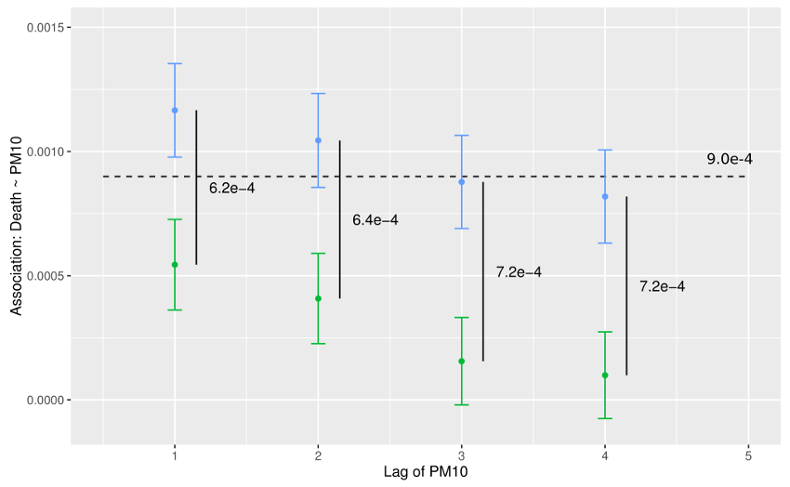 0.0015
0.0010
0.0005
0.0000
Association: Death ~ PM10
9.0e-4
6.2e−4
6.4e−4
7.2e−4
7.2e−4
1 2 3 4 5
Lag of PM10